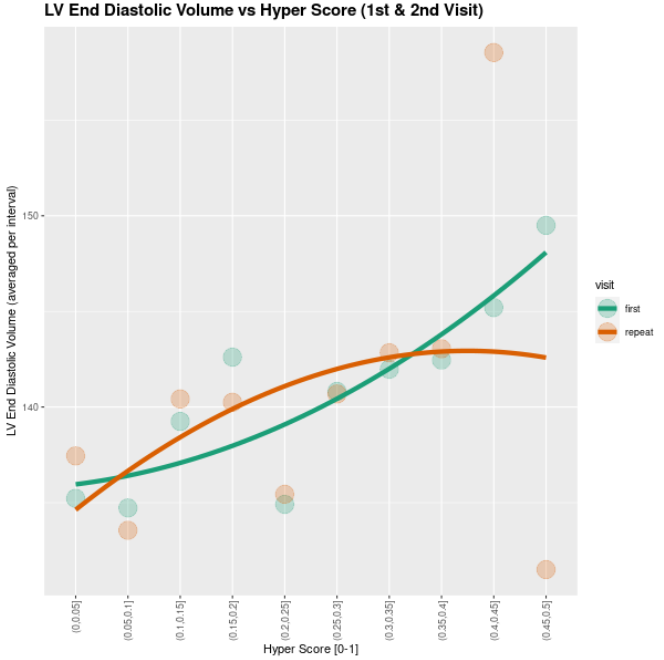 LV End Diastolic Volume vs Hyper Score (1st & 2nd Visit)
LV End Diastolic Volume (averaged per interval)
150
140
(0,0.05]
(0.05,0.1]
(0.1,0.15]
(0.15,0.2]
(0.2,0.25]
(0.25,0.3]
(0.3,0.35]
(0.35,0.4]
(0.4,0.45]
(0.45,0.5]
Hyper Score [0-1]
visit
first
repeat